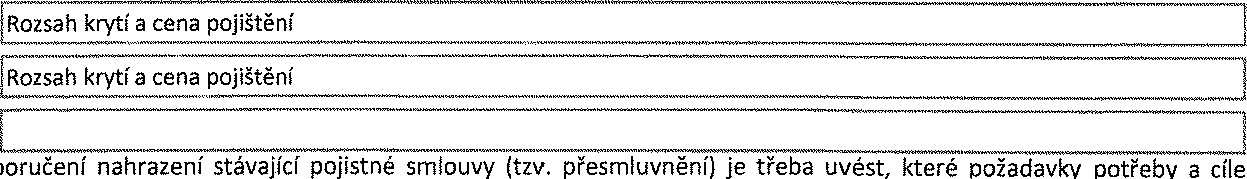 Rozsah krytí a cena pojištění
Rozsah krytí a cena pojištění
poručení nahrazení stávající pojistné smlouvy (tzv. přesmluvnění) je třeba uvést, které požadavky potřeby a cíle